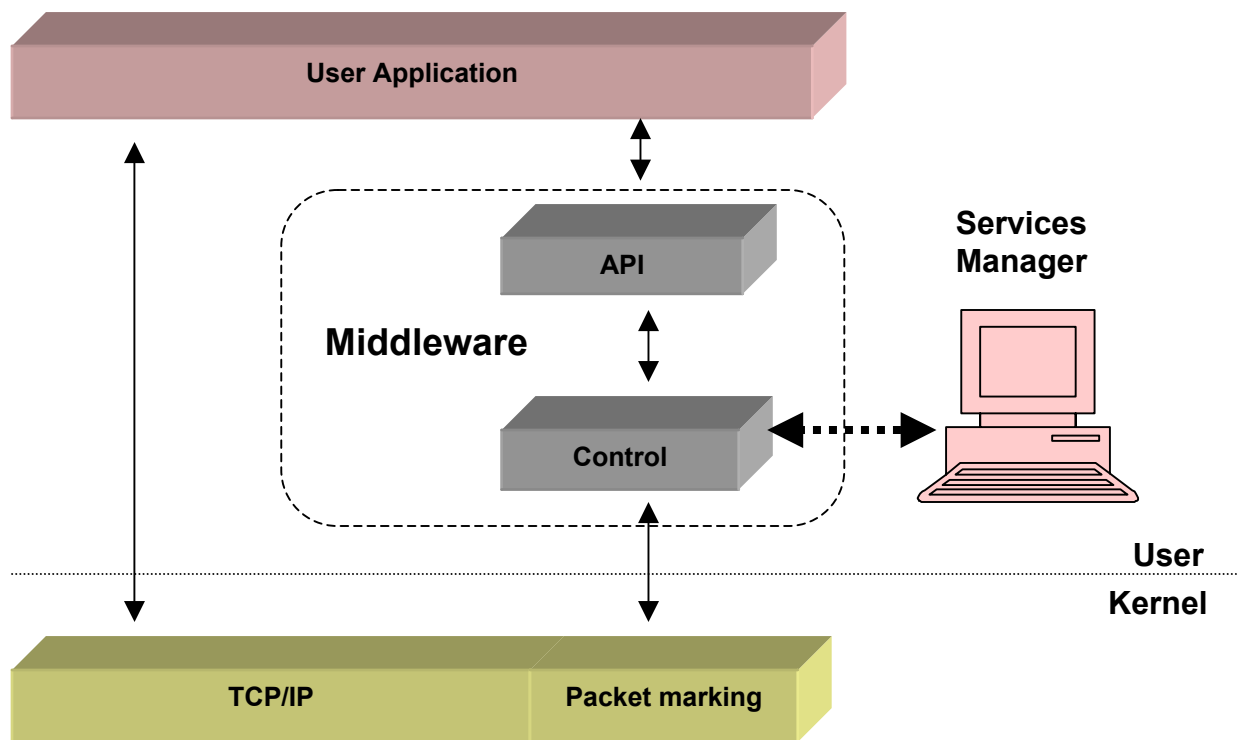 User Application
API
Services
Manager
Middleware
Control
User
Kernel
TCP/IP
Packet marking